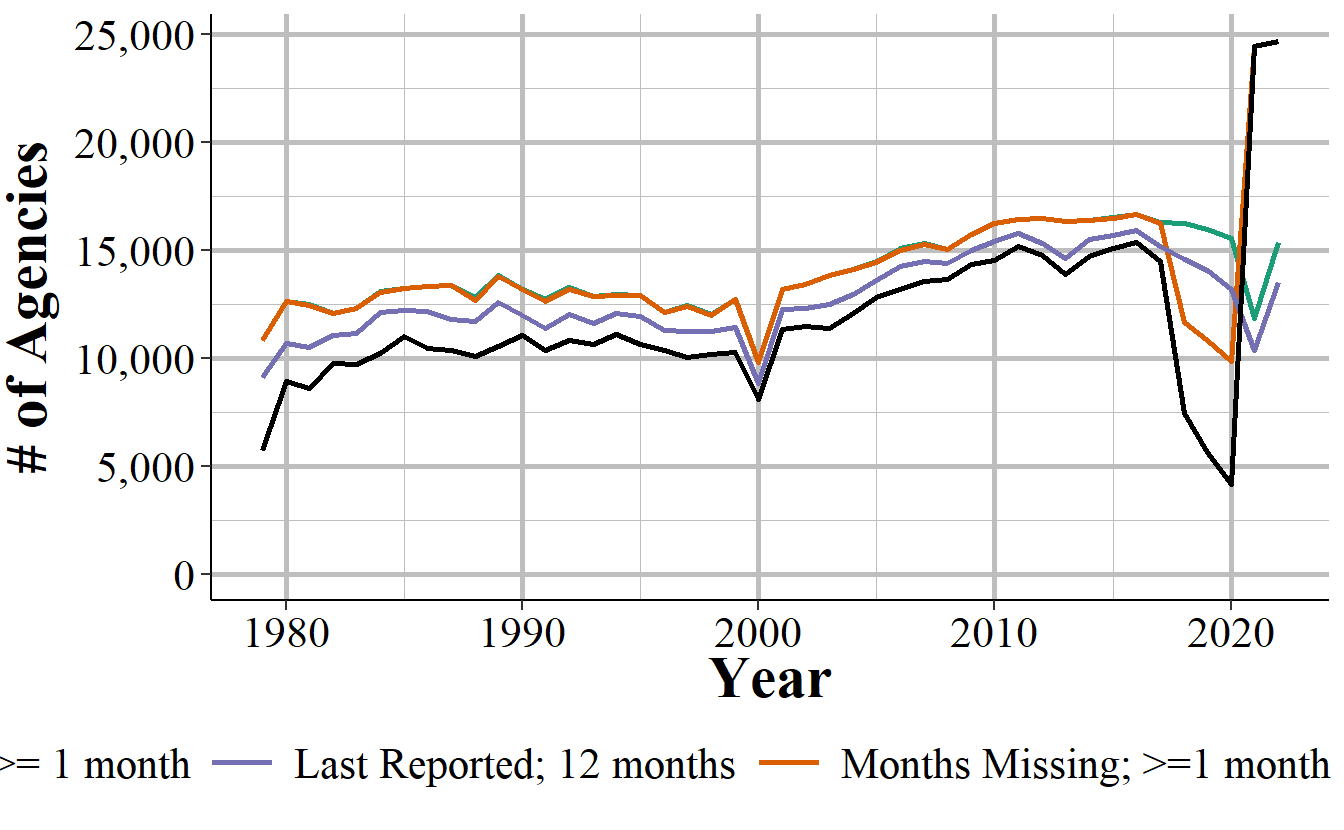 25,000
20,000
15,000
10,000
5,000
0
# of Agencies
1980 1990 2000 2010 2020
Year
>= 1 month Last Reported; 12 months Months Missing; >=1 month